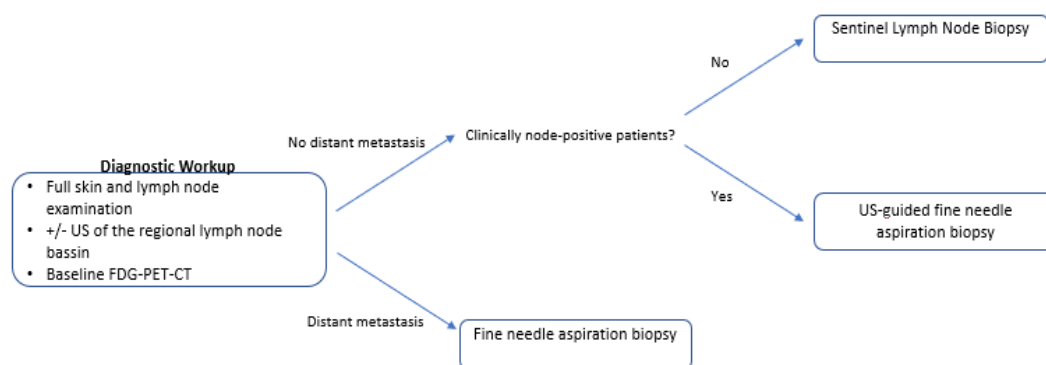 Diagnostic Workup
• Full skin and lymph node
examination
• +/- US of the regional lymph node
bassin
• Baseline FDG-PET-CT
No distant metastasis
Distant metastasis
Clinically node-positive patients?
Fine needle aspiration biopsy
No
Yes
Sentinel Lymph Node Biopsy
US-guided fine needle
aspiration biopsy